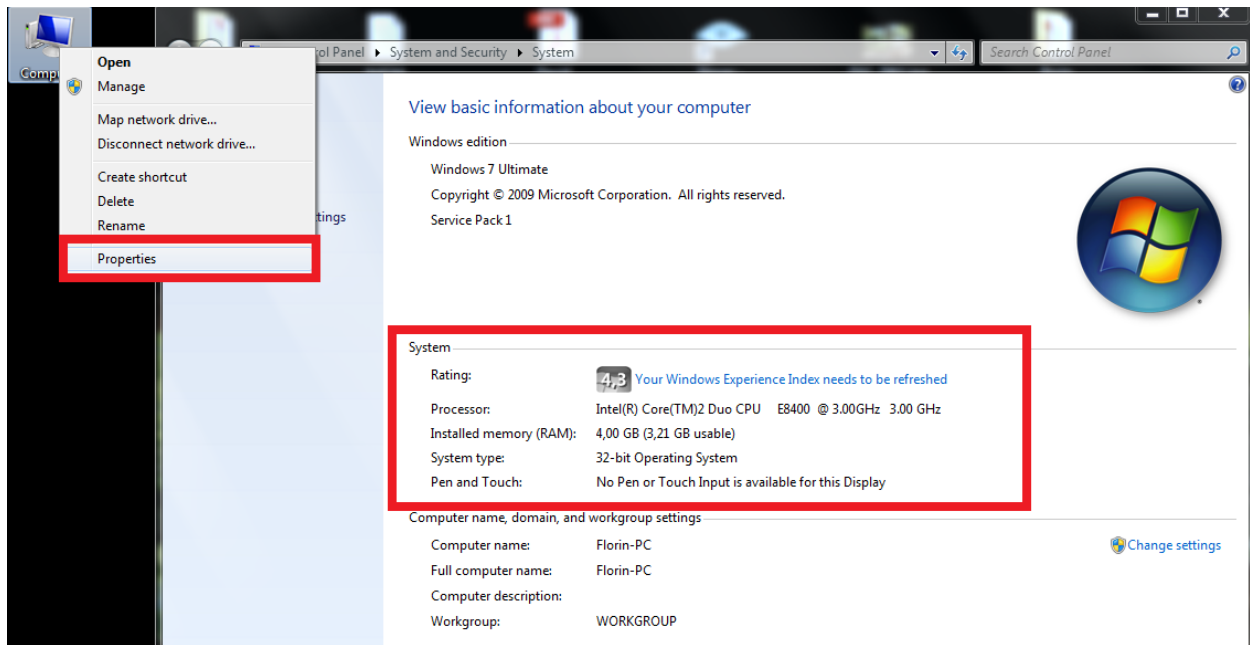 Open
Manage
Map network drive...
Disconnect network drive...
Create shortcut
Delete
Rename
Properties
Panel ▸ System and Security ▸ System
Search Control Panel
View basic information about your computer
Windows edition
Windows 7 Ultimate
Copyright © 2009 Microsoft Corporation. All rights reserved.
Service Pack 1
System
Rating: 4,3 Your Windows Experience Index needs to be refreshed
Processor: Intel(R) Core(TM)2 Duo CPU E8400 @ 3.00GHz 3.00 GHz
Installed memory (RAM): 4,00 GB (3,21 GB usable)
System type: 32-bit Operating System
Pen and Touch: No Pen or Touch Input is available for this Display
Computer name, domain, and workgroup settings
Computer name: Florin-PC
Change settings
Full computer name: Florin-PC
Computer description:
Workgroup: WORKGROUP